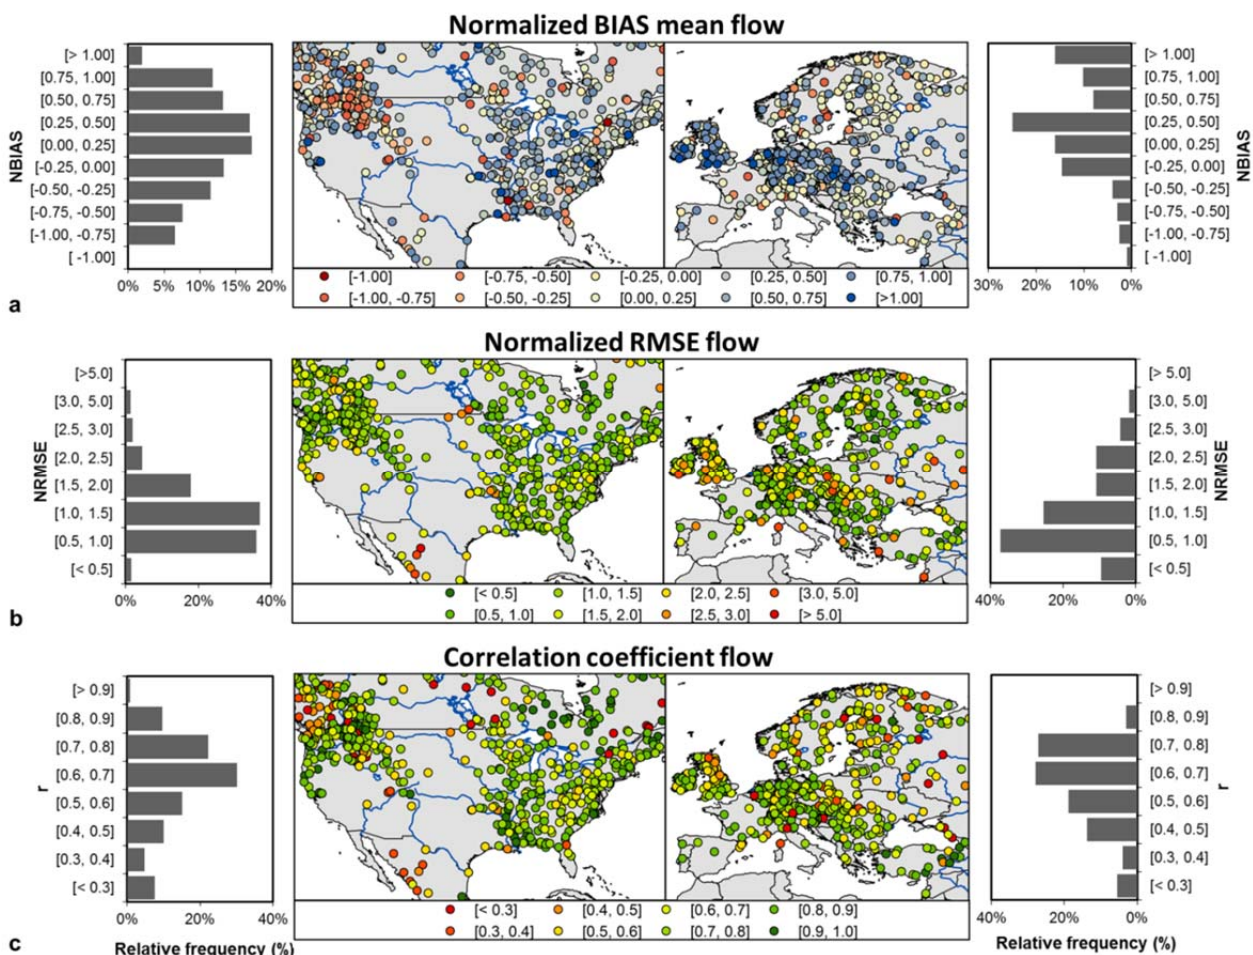 Normalized BIAS mean flow
NBIAS
[> 1.00]
[0.75, 1.00]
[0.50, 0.75]
[0.25, 0.50]
[0.00, 0.25]
[-0.25, 0.00]
[-0.50, -0.25]
[-0.75, -0.50]
[-1.00, -0.75]
[ -1.00]
0% 5% 10% 15% 20%
[> 1.00]
[0.75, 1.00]
[0.50, 0.75]
[0.25, 0.50]
[0.00, 0.25]
[-0.25, 0.00]
[-0.50, -0.25]
[-0.75, -0.50]
[-1.00, -0.75]
[ -1.00]
NBIAS
30% 20% 10% 0%
[-1.00] [-0.75, -0.50] [-0.25, 0.00] [0.25, 0.50] [0.75, 1.00]
[-1.00, -0.75] [-0.50, -0.25] [0.00, 0.25] [0.50, 0.75] [>1.00]
a
Normalized RMSE flow
NRMSE
[>5.0]
[3.0, 5.0]
[2.5, 3.0]
[2.0, 2.5]
[1.5, 2.0]
[1.0, 1.5]
[0.5, 1.0]
[< 0.5]
0% 20% 40%
[> 5.0]
[3.0, 5.0]
[2.5, 3.0]
[2.0, 2.5]
[1.5, 2.0]
[1.0, 1.5]
[0.5, 1.0]
[< 0.5]
NRMSE
40% 20% 0%
[< 0.5] [1.0, 1.5] [2.0, 2.5] [3.0, 5.0]
[0.5, 1.0] [1.5, 2.0] [2.5, 3.0] [> 5.0]
b
Correlation coefficient flow
r
[> 0.9]
[0.8, 0.9]
[0.7, 0.8]
[0.6, 0.7]
[0.5, 0.6]
[0.4, 0.5]
[0.3, 0.4]
[< 0.3]
0% 20% 40%
Relative frequency (%)
[> 0.9]
[0.8, 0.9]
[0.7, 0.8]
[0.6, 0.7]
[0.5, 0.6]
[0.4, 0.5]
[0.3, 0.4]
[< 0.3]
r
40% 20% 0%
Relative frequency (%)
[< 0.3] [0.4, 0.5] [0.6, 0.7] [0.8, 0.9]
[0.3, 0.4] [0.5, 0.6] [0.7, 0.8] [0.9, 1.0]
c